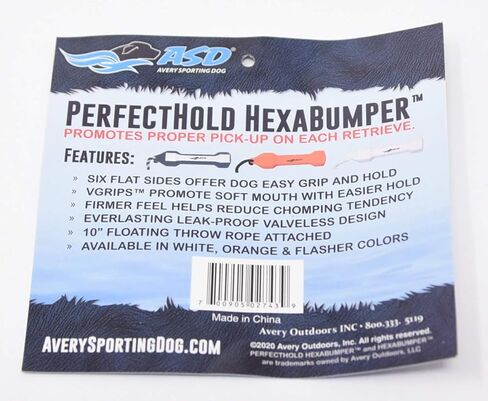 ASD®
AVERY SPORTING DOG
PERFECTHOLD HEXABUMPER™
PROMOTES PROPER PICK-UP ON EACH RETRIEVE.
FEATURES:
» SIX FLAT SIDES OFFER DOG EASY GRIP AND HOLD
» VGRIPS™ PROMOTE SOFT MOUTH WITH EASIER HOLD
» FIRMER FEEL HELPS REDUCE CHOMPING TENDENCY
» EVERLASTING LEAK-PROOF VALVELESS DESIGN
» 10" FLOATING THROW ROPE ATTACHED
» AVAILABLE IN WHITE, ORANGE & FLASHER COLORS
7 00905 02743 9
Made in China
Avery Outdoors INC • 800.333. 5119
©2020 Avery Outdoors, Inc. All rights reserved.
PERFECTHOLD HEXABUMPER™ and HEXABUMPER™
are trademarks owned by Avery Outdoors, LLC
AVERYSPORTINGDOG.COM